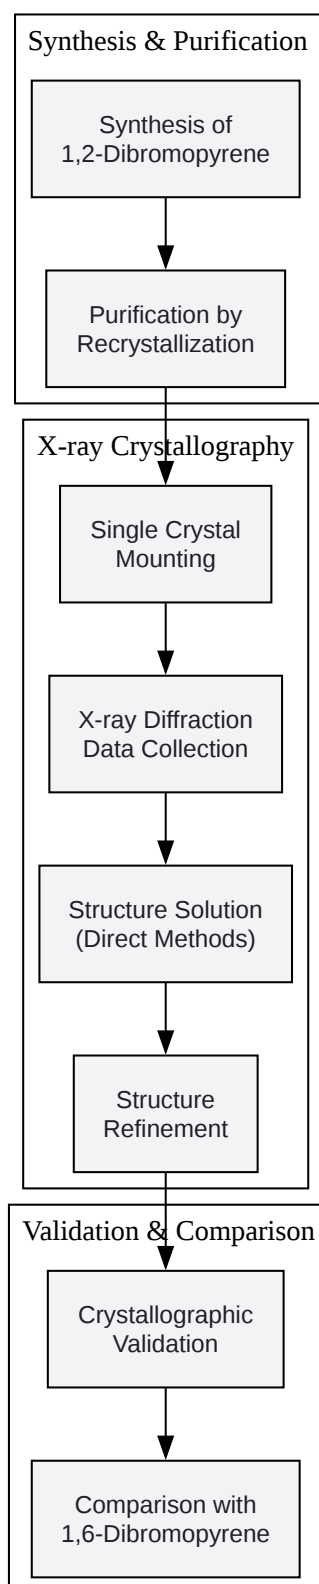 Synthesis & Purification
Synthesis of
1,2-Dibromopyrene
Purification by
Recrystallization
X-ray Crystallography
Single Crystal
Mounting
X-ray Diffraction
Data Collection
Structure Solution
(Direct Methods)
Structure
Refinement
Validation & Comparison
Crystallographic
Validation
Comparison with
1,6-Dibromopyrene